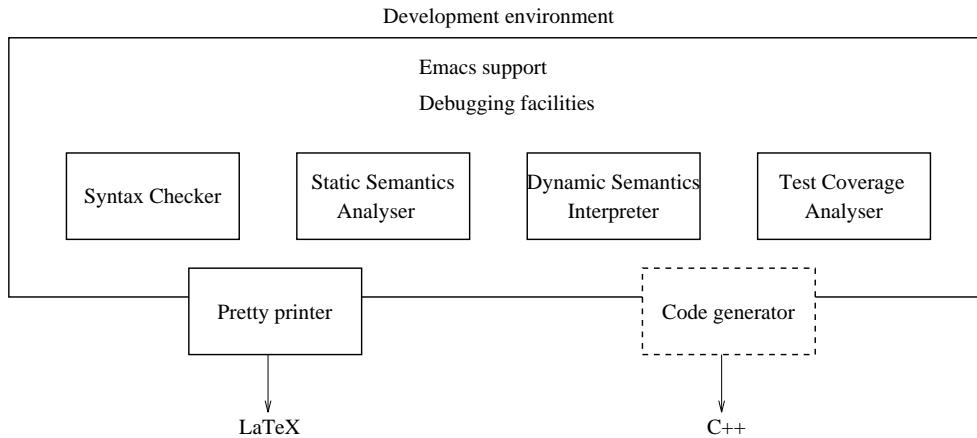 Development environment
Emacs support
Debugging facilities
Syntax Checker
Static Semantics
Analyser
Dynamic Semantics
Interpreter
Test Coverage
Analyser
Pretty printer
Code generator
LaTeX
C++